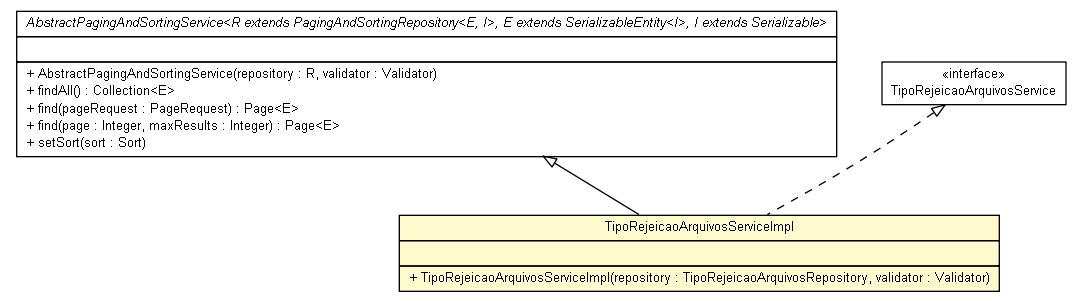 AbstractPagingAndSortingService<R extends PagingAndSortingRepository<E, I>, E extends SerializableEntity<I>, I extends Serializable>
+ AbstractPagingAndSortingService(repository : R, validator : Validator)
+ findAll() : Collection<E>
+ find(pageRequest : PageRequest) : Page<E>
+ find(page : Integer, maxResults : Integer) : Page<E>
+ setSort(sort : Sort)
«interface»
TipoRejeicaoArquivosService
TipoRejeicaoArquivosServiceImpl
+ TipoRejeicaoArquivosServiceImpl(repository : TipoRejeicaoArquivosRepository, validator : Validator)